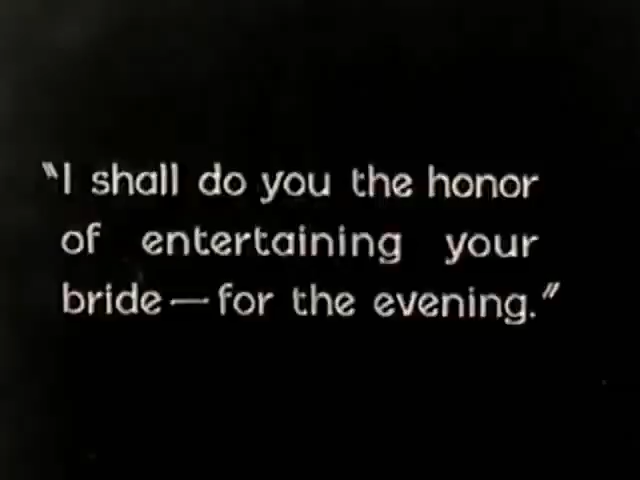 "I shall do you the honor
of entertaining your
bride—for the evening."